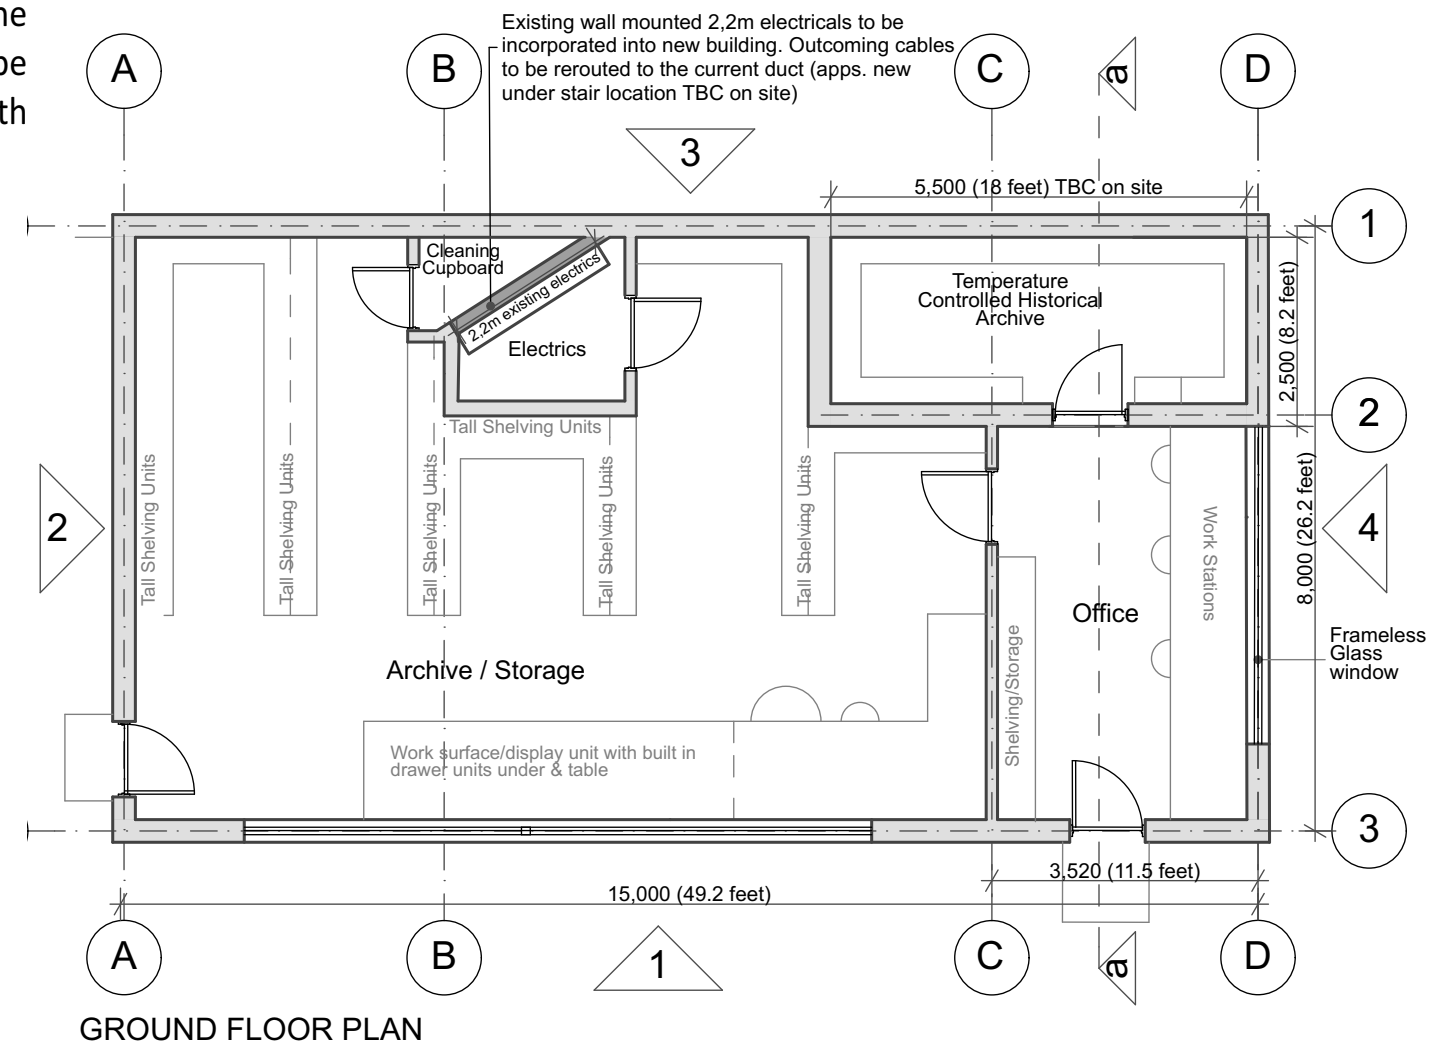 he
be
th
Existing wall mounted 2,2m electricals to be
incorporated into new building. Outcoming cables
to be rerouted to the current duct (apps. new
under stair location TBC on site)
A
B
C
a
D
3
5,500 (18 feet) TBC on site
1
Cleaning
Cupboard
2,2m existing electrics
Electrics
Temperature
Controlled Historical
Archive
2,500 (8.2 feet)
2
Tall Shelving Units
Tall Shelving Units
Tall Shelving Units
Tall Shelving Units
Tall Shelving Units
Tall Shelving Units
2
Work Stations
8,000 (26.2 feet)
4
Office
Frameless
Glass
window
Archive / Storage
Shelving/Storage
Work surface/display unit with built in
drawer units under & table
3
3,520 (11.5 feet)
15,000 (49.2 feet)
A
B
1
C
a
D
GROUND FLOOR PLAN